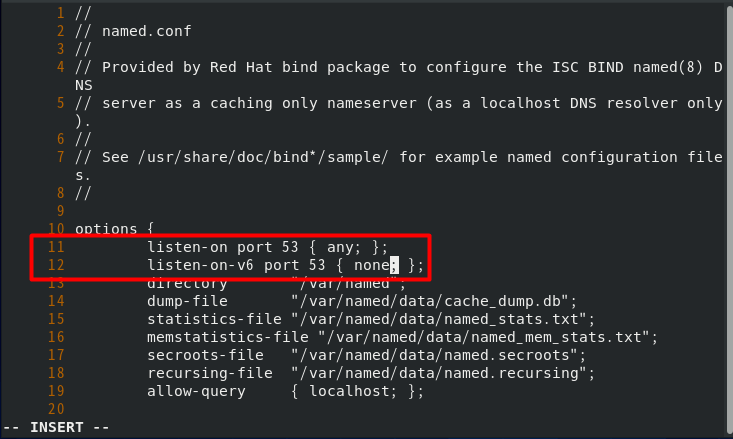 1 //
2 // named.conf
3 //
4 // Provided by Red Hat bind package to configure the ISC BIND named(8) D
NS
5 // server as a caching only nameserver (as a localhost DNS resolver only
).
6 //
7 // See /usr/share/doc/bind*/sample/ for example named configuration file
s.
8 //
9
10 options {
11 listen-on port 53 { any; };
12 listen-on-v6 port 53 { none; };
13 directory "/var/named";
14 dump-file "/var/named/data/cache_dump.db";
15 statistics-file "/var/named/data/named_stats.txt";
16 memstatistics-file "/var/named/data/named_mem_stats.txt";
17 secroots-file "/var/named/data/named.secroots";
18 recursing-file "/var/named/data/named.recursing";
19 allow-query { localhost; };
20
-- INSERT --